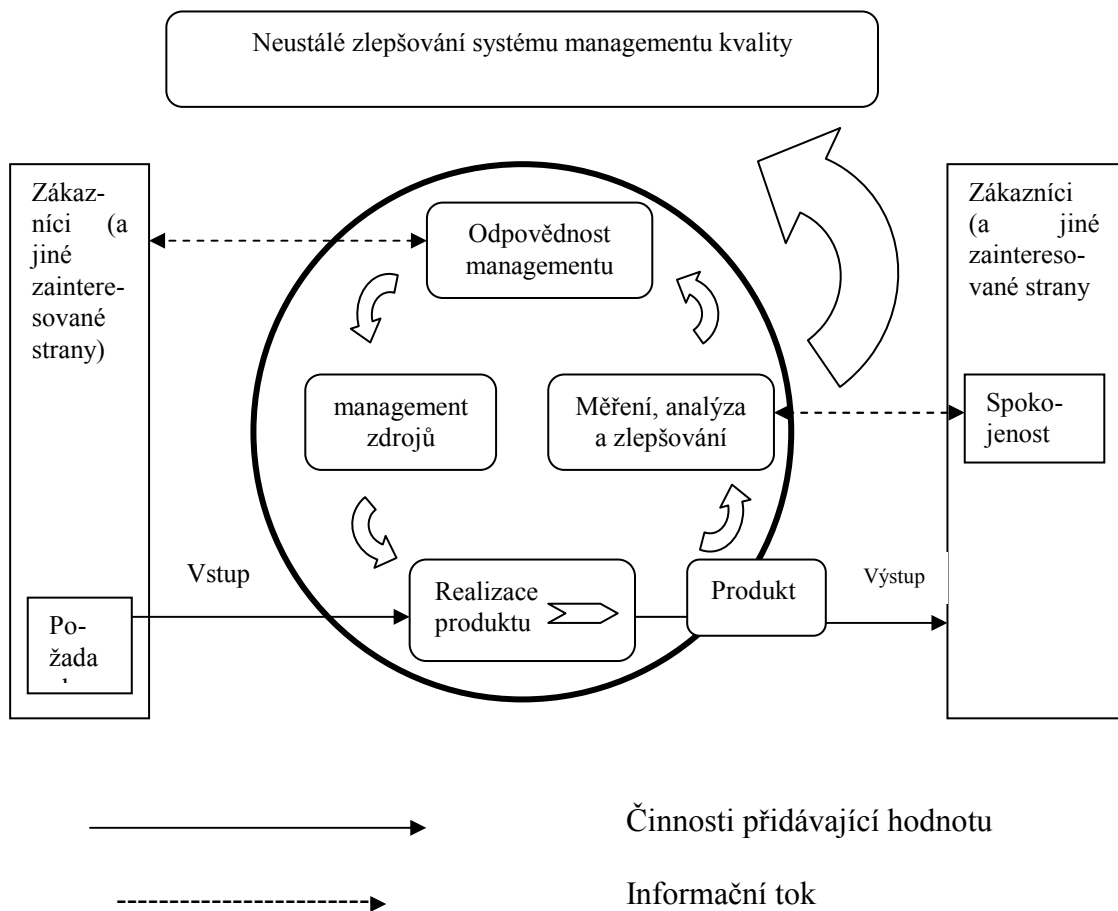 Neustálé zlepšování systému managementu kvality
Zákaz-
níci (a
jiné
zaintere-
sované
strany)
Odpovědnost
managementu
Zákazníci
(a jiné
zaintereso-
vané strany
management
zdrojů
Měření, analýza
a zlepšování
Spoko-
jenost
Vstup
Realizace
produktu
Produkt
Výstup
Po-
žada
Činnosti přidávající hodnotu
Informační tok